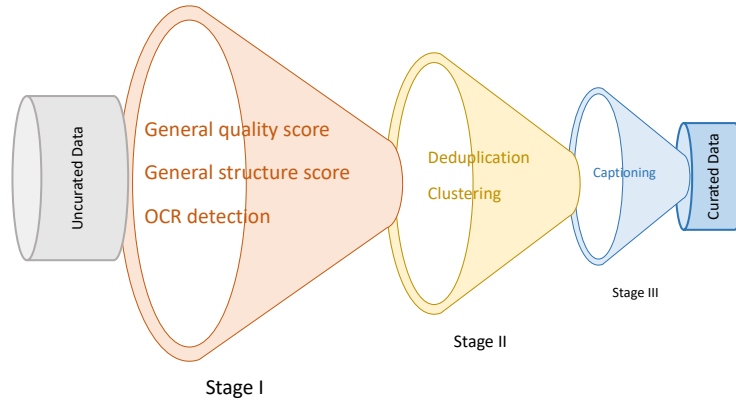 Uncurated Data
General quality score
General structure score
OCR detection
Stage I
Deduplication
Clustering
Stage II
Captioning
Stage III
Curated Data